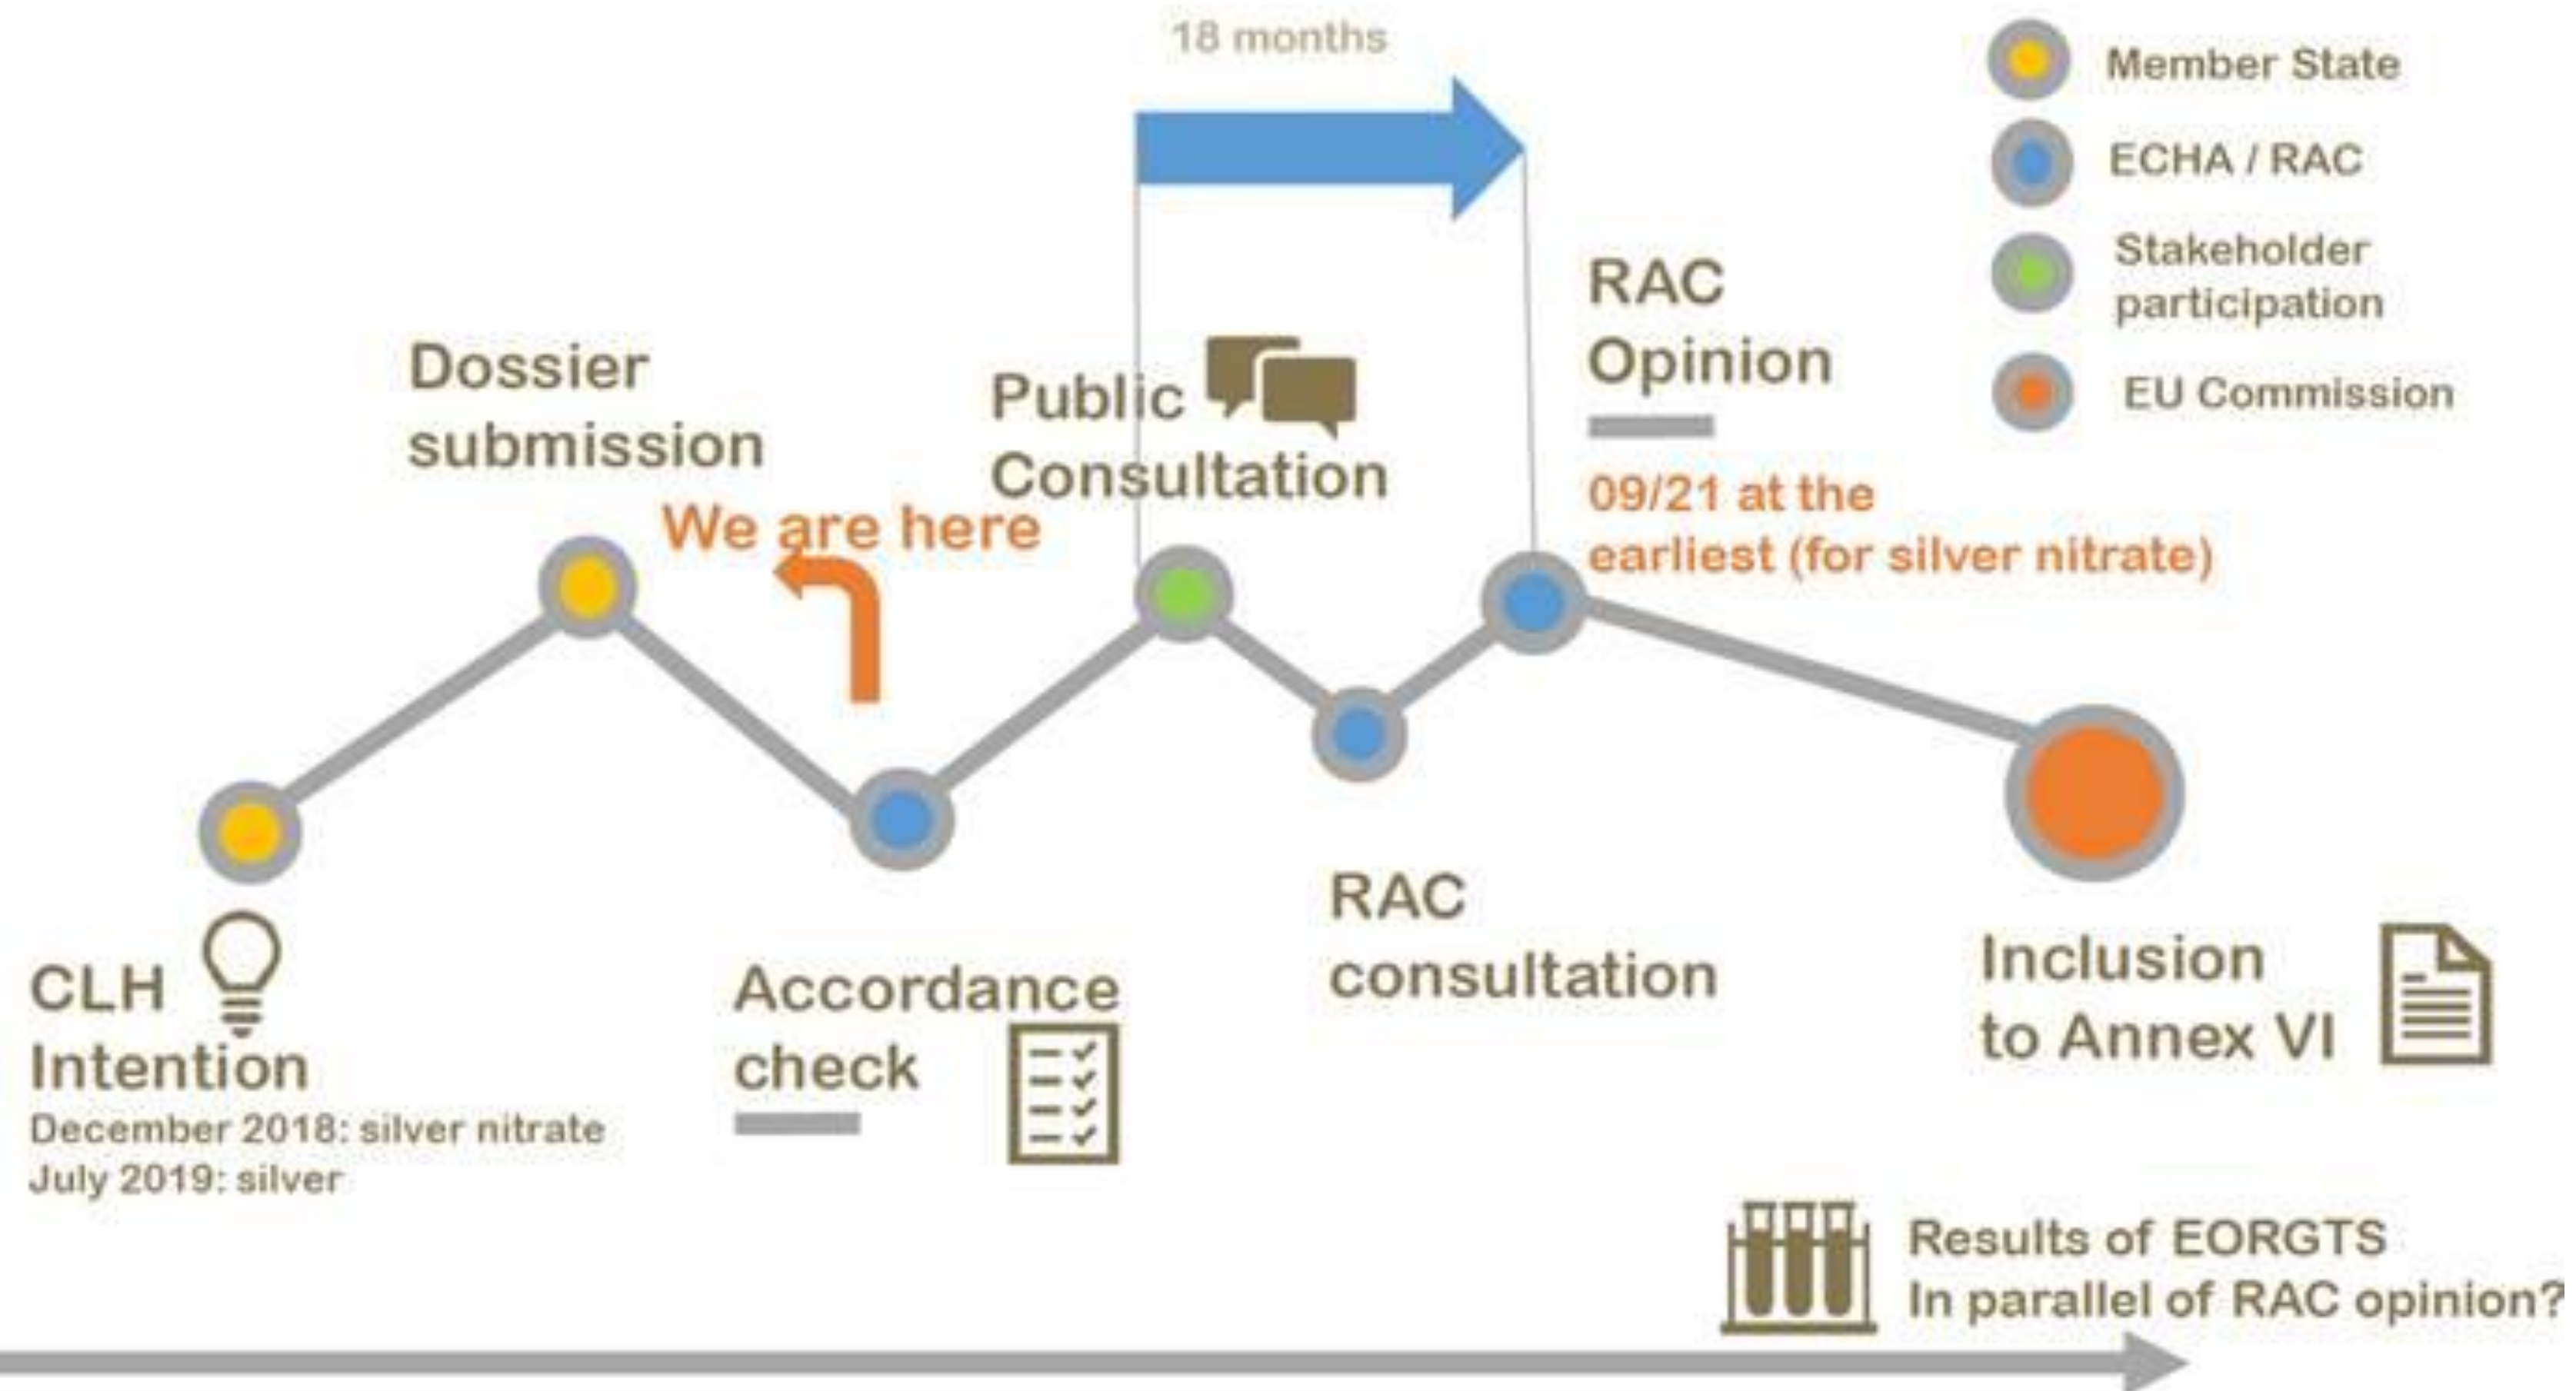 18 months
Member State
ECHA / RAC
Stakeholder
participation
EU Commission
Dossier
submission
We are here
Public
Consultation
RAC
Opinion
09/21 at the
earliest (for silver nitrate)
CLH
Intention
December 2018: silver nitrate
July 2019: silver
Accordance
check
RAC
consultation
Inclusion
to Annex VI
Results of EORGTS
In parallel of RAC opinion?